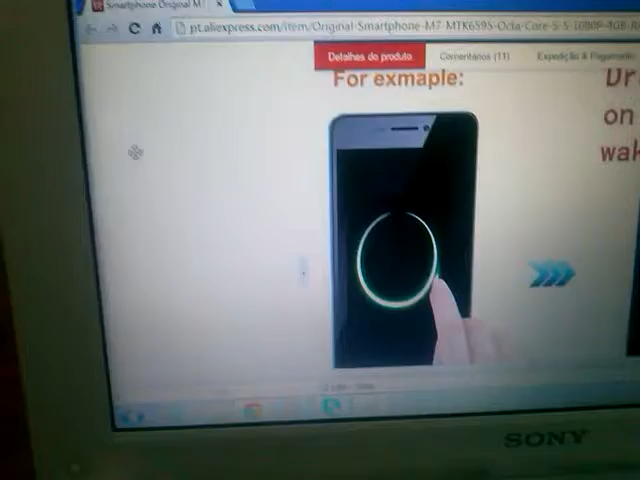 Smartphone Original M
pt.aliexpress.com/item/Original-Smartphone-M7-MTK6595-Octa-Core-5-5-1080P-4GB-R
Detalhes do produto
Comentários (11)
Expedição & Pagamento
For exmaple:
Dr
on
wak
SONY